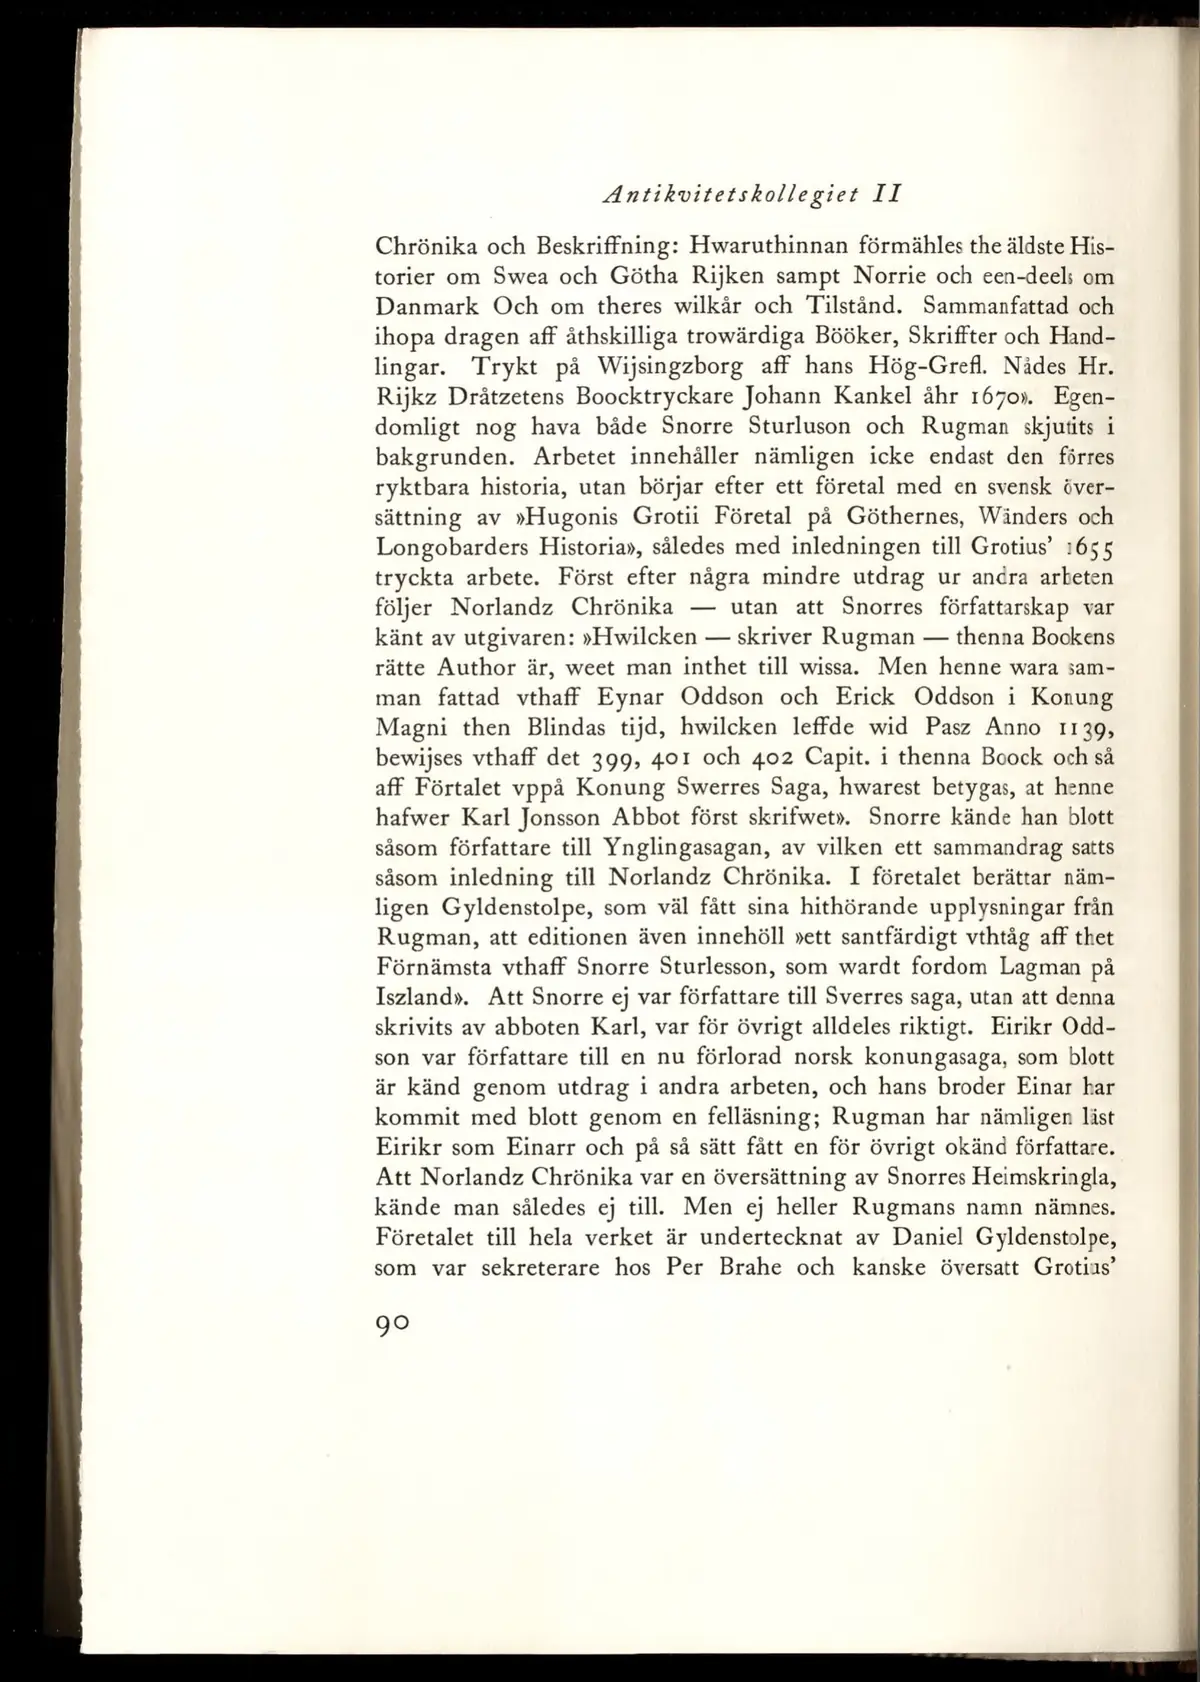 Antikvitetskollegiet II
Chrönika och Beskriffning: Hwaruthinnan förmähles the äldste His-
torier om Swea och Götha Rijken sampt Norrie och een-deels om
Danmark Och om theres wilkår och Tilstånd. Sammanfattad och
ihopa dragen aff åthskilliga trowärdiga Bööker, Skriffter och Hand-
lingar. Trykt på Wijsingzborg aff hans Hög-Grefl. Nådes Hr.
Rijkz Dråtzetens Boocktryckare Johann Kankel åhr 1670». Egen-
domligt nog hava både Snorre Sturluson och Rugman skjutits i
bakgrunden. Arbetet innehåller nämligen icke endast den förres
ryktbara historia, utan börjar efter ett företal med en svensk över-
sättning av »Hugonis Grotii Företal på Göthernes, Wänders och
Longobarders Historia», således med inledningen till Grotius’ 1655
tryckta arbete. Först efter några mindre utdrag ur andra arbeten
följer Norlandz Chrönika — utan att Snorres författarskap var
känt av utgivaren: »Hwilcken — skriver Rugman — thenna Bookens
rätte Author är, weet man inthet till wissa. Men henne wara sam-
man fattad vthaff Eynar Oddson och Erick Oddson i Konung
Magni then Blindas tijd, hwilcken leffde wid Pasz Anno 1139,
bewijses vthaff det 399, 401 och 402 Capit. i thenna Boock och så
aff Förtalet vppå Konung Swerres Saga, hwarest betygas, at henne
hafwer Karl Jonsson Abbot först skrifwet». Snorre kände han blott
såsom författare till Ynglingasagan, av vilken ett sammandrag satts
såsom inledning till Norlandz Chrönika. I företalet berättar näm-
ligen Gyldenstolpe, som väl fått sina hithörande upplysningar från
Rugman, att editionen även innehöll »ett santfärdigt vthtåg aff thet
Förnämsta vthaff Snorre Sturlesson, som wardt fordom Lagman på
Iszland». Att Snorre ej var författare till Sverres saga, utan att denna
skrivits av abboten Karl, var för övrigt alldeles riktigt. Eirikr Odd-
son var författare till en nu förlorad norsk konungasaga, som blott
är känd genom utdrag i andra arbeten, och hans broder Einar har
kommit med blott genom en felläsning; Rugman har nämligen läst
Eirikr som Einarr och på så sätt fått en för övrigt okänd författare.
Att Norlandz Chrönika var en översättning av Snorres Heimskringla,
kände man således ej till. Men ej heller Rugmans namn nämnes.
Företalet till hela verket är undertecknat av Daniel Gyldenstolpe,
som var sekreterare hos Per Brahe och kanske översatt Grotius’
90